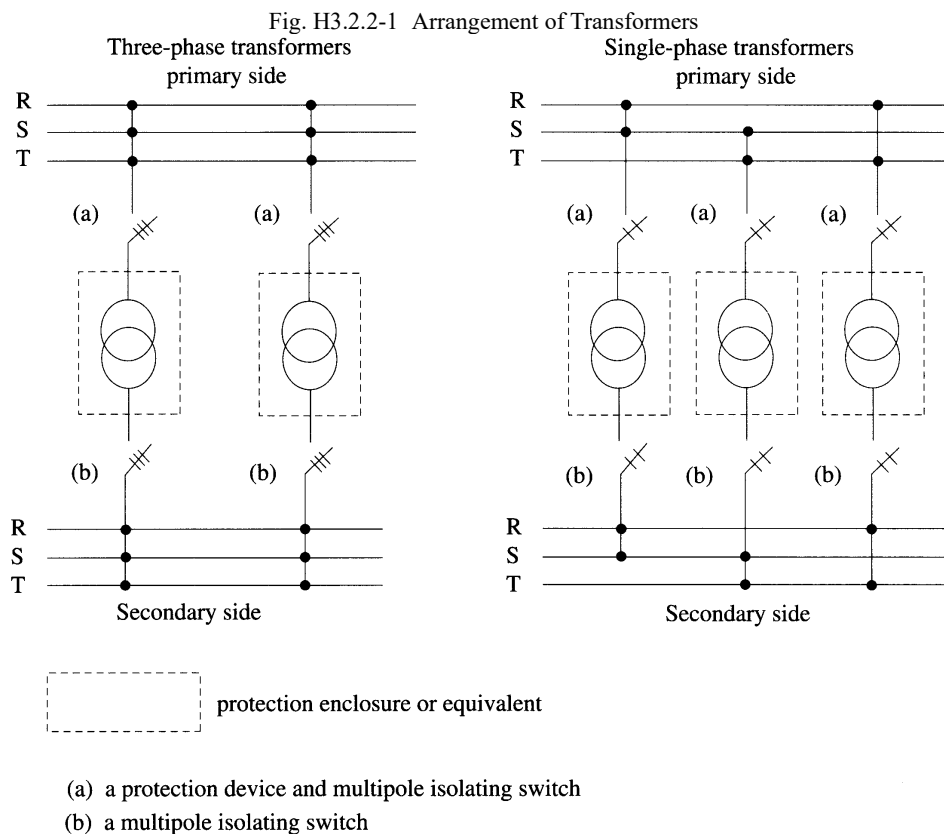 Fig. H3.2.2-1 Arrangement of Transformers
Three-phase transformers
primary side
R
S
T
(a)
(a)
(b)
(b)
R
S
T
Secondary side
Single-phase transformers
primary side
R
S
T
(a)
(a)
(a)
(b)
(b)
(b)
R
S
T
Secondary side
protection enclosure or equivalent
(a) a protection device and multipole isolating switch
(b) a multipole isolating switch